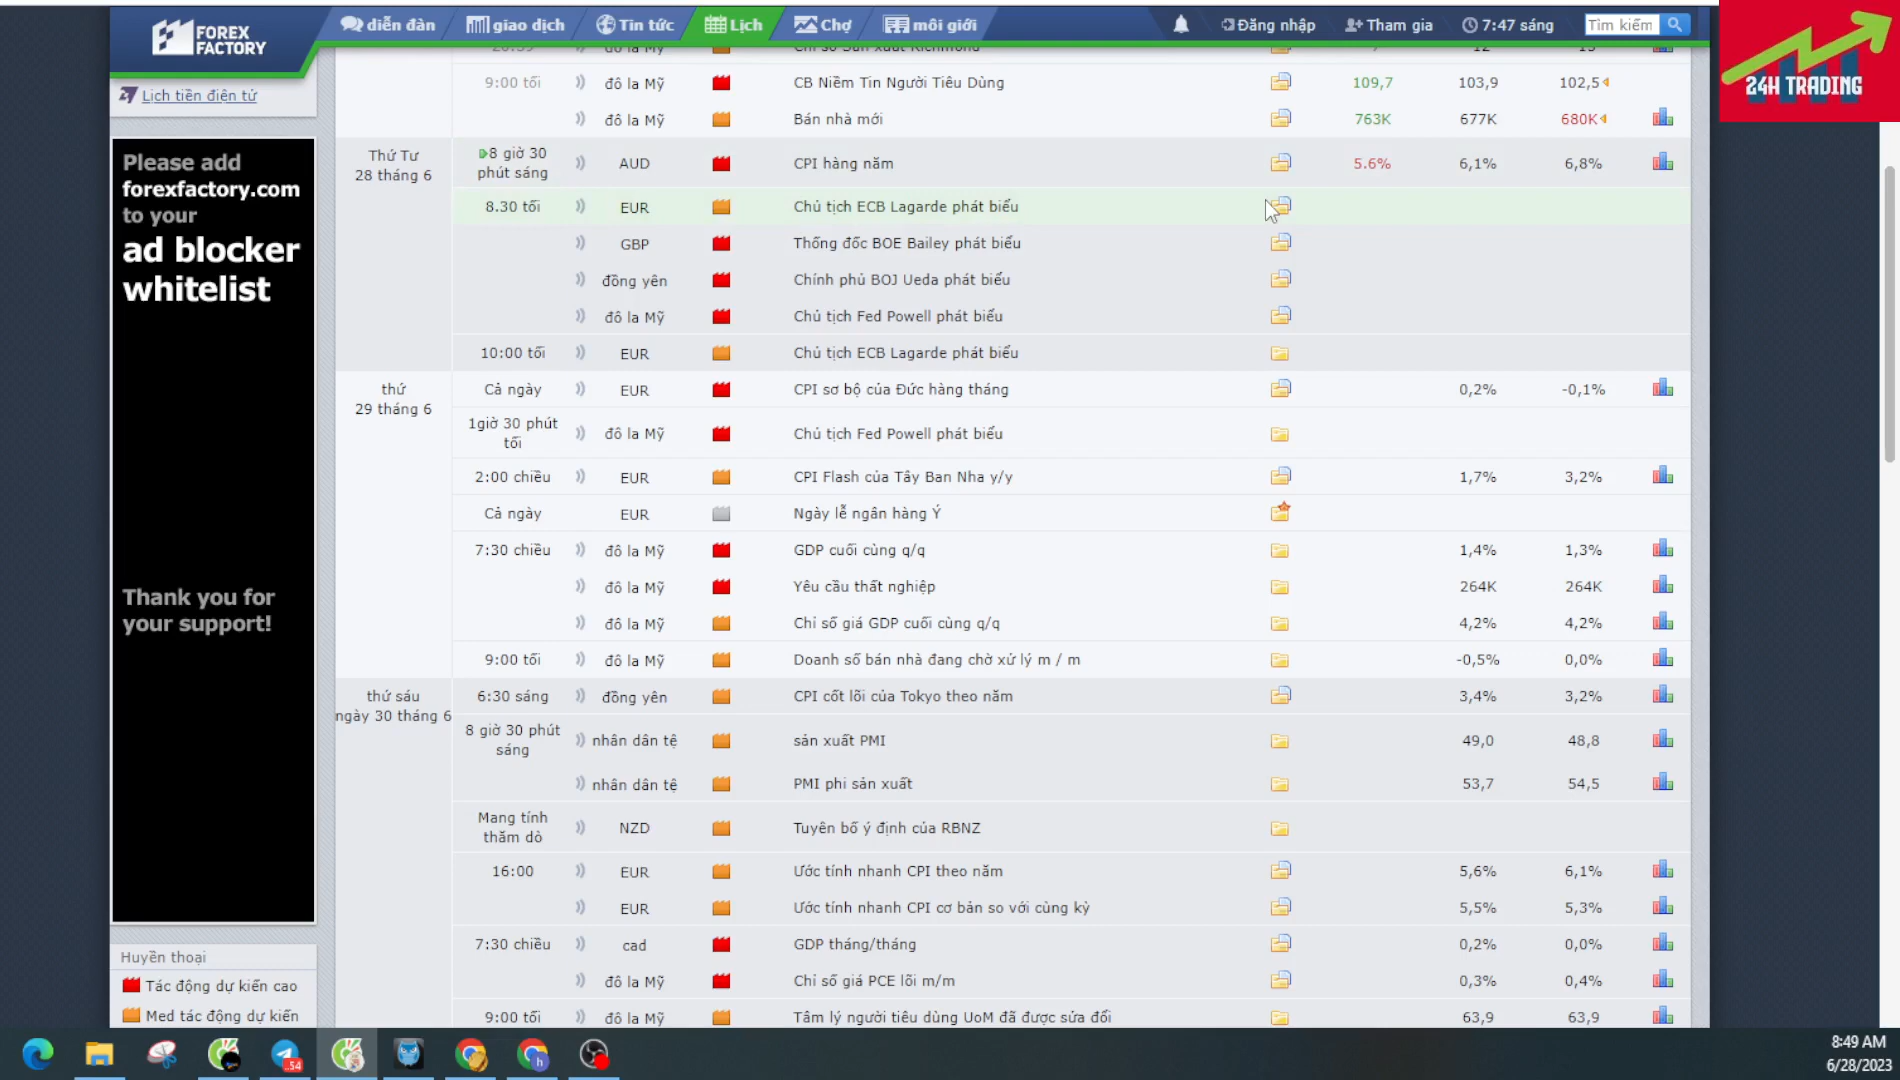 FOREX FACTORY
diễn đàn
giao dịch
Tin tức
Lịch
Chợ
môi giới
Đăng nhập
Tham gia
7:47 sáng
Tìm kiếm
24H TRADING
Lịch tiền điện tử
9:00 tối đô la Mỹ CB Niềm Tin Người Tiêu Dùng 109,7 103,9 102,5
đô la Mỹ Bán nhà mới 763K 677K 680K
Thứ Tư
28 tháng 6
8 giờ 30
phút sáng
AUD CPI hàng năm 5.6% 6,1% 6,8%
8.30 tối EUR Chủ tịch ECB Lagarde phát biểu
GBP Thống đốc BOE Bailey phát biểu
đồng yên Chính phủ BOJ Ueda phát biểu
đô la Mỹ Chủ tịch Fed Powell phát biểu
10:00 tối EUR Chủ tịch ECB Lagarde phát biểu
thứ
29 tháng 6
Cả ngày EUR CPI sơ bộ của Đức hàng tháng 0,2% -0,1%
1giờ 30 phút
tối
đô la Mỹ Chủ tịch Fed Powell phát biểu
2:00 chiều EUR CPI Flash của Tây Ban Nha y/y 1,7% 3,2%
Cả ngày EUR Ngày lễ ngân hàng Ý
7:30 chiều đô la Mỹ GDP cuối cùng q/q 1,4% 1,3%
đô la Mỹ Yêu cầu thất nghiệp 264K 264K
đô la Mỹ Chỉ số giá GDP cuối cùng q/q 4,2% 4,2%
9:00 tối đô la Mỹ Doanh số bán nhà đang chờ xử lý m / m -0,5% 0,0%
thứ sáu
ngày 30 tháng 6
6:30 sáng đồng yên CPI cốt lõi của Tokyo theo năm 3,4% 3,2%
8 giờ 30 phút
sáng
nhân dân tệ sản xuất PMI 49,0 48,8
nhân dân tệ PMI phi sản xuất 53,7 54,5
Mang tính
thăm dò
NZD Tuyên bố ý định của RBNZ
16:00 EUR Ước tính nhanh CPI theo năm 5,6% 6,1%
EUR Ước tính nhanh CPI cơ bản so với cùng kỳ 5,5% 5,3%
7:30 chiều cad GDP tháng/tháng 0,2% 0,0%
đô la Mỹ Chỉ số giá PCE lõi m/m 0,3% 0,4%
9:00 tối đô la Mỹ Tâm lý người tiêu dùng UoM đã được sửa đổi 63,9 63,9
Please add
forexfactory.com
to your
ad blocker
whitelist
Thank you for
your support!
Huyền thoại
Tác động dự kiến cao
Med tác động dự kiến
54
8:49 AM
6/28/2023